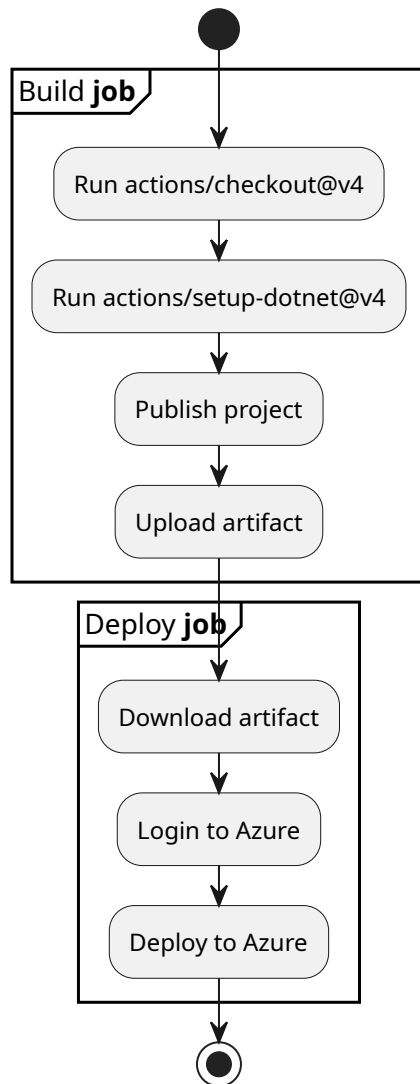 Build job
Run actions/checkout@v4
Run actions/setup-dotnet@v4
Publish project
Upload artifact
Deploy job
Download artifact
Login to Azure
Deploy to Azure